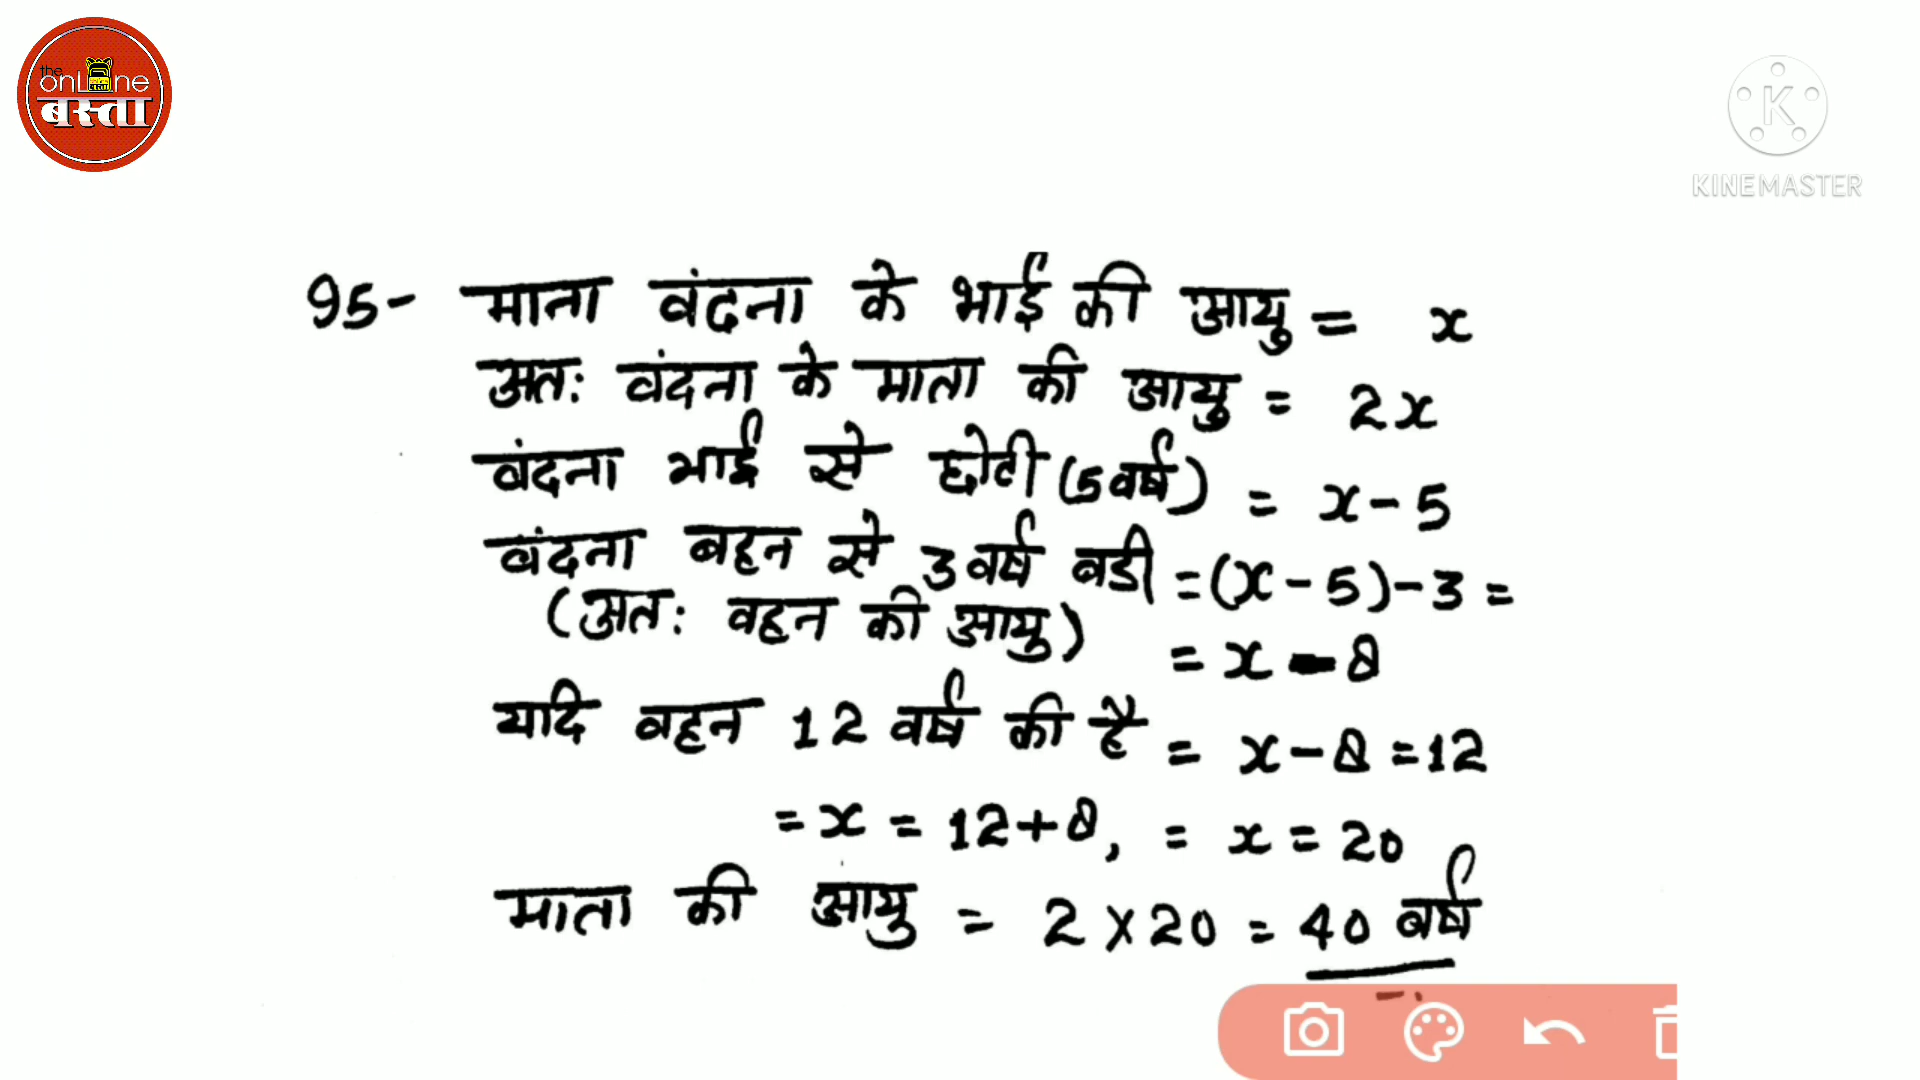 the
onLine
बस्ता
K
KINEMASTER
95- माना वंदना के भाई की आयु = x
अतः वंदना के माता की आयु = 2x
वंदना भाई से छोटी (5 वर्ष) = x - 5
वंदना बहन से 3 वर्ष बडी = (x - 5) - 3 =
(अतः वहन की आयु)
= x - 8
यदि वहन 12 वर्ष की है = x - 8 = 12
= x = 12 + 8, = x = 20
माता की आयु = 2 × 20 = 40 वर्ष